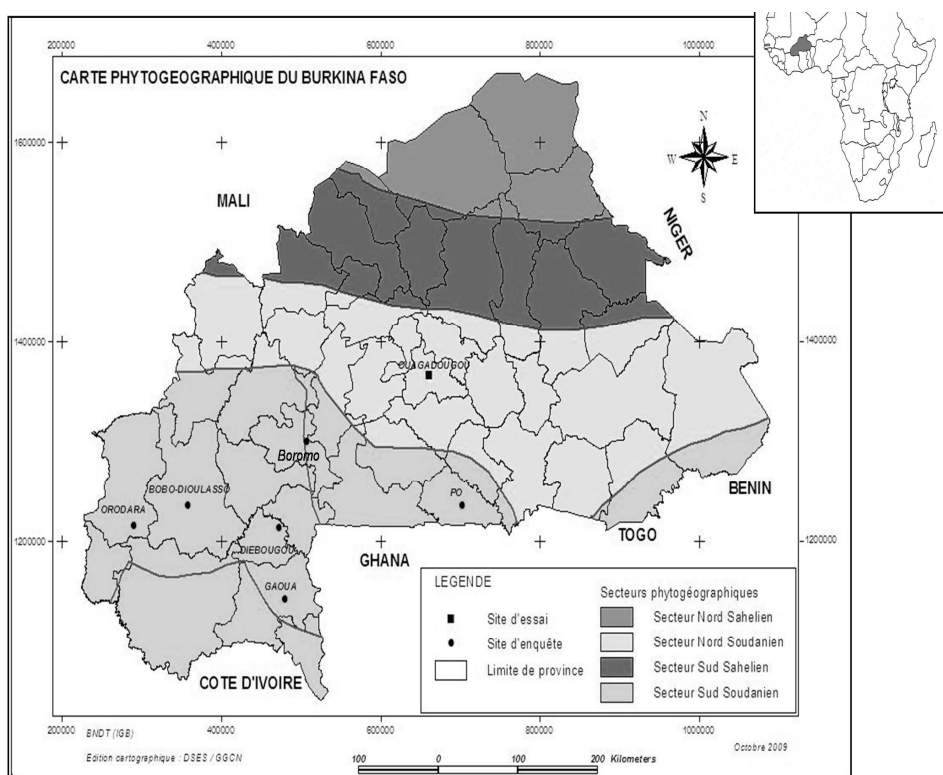 200000 400000 600000 800000 1000000
CARTE PHYTOGEOGRAPHIQUE DU BURKINA FASO
1600000
N
W E
S
MALI
NIGER
1400000 1400000
OUAGADOUGOU
Boromo
BOBO-DIOULASSO
PO
BENIN
ORODARA
TOGO
1200000 1200000
DIEBOUGOU
GHANA
GAOUA
LEGENDE
Site d'essai
Site d'enquête
Limite de province
Secteurs phytogéographiques
Secteur Nord Sahelien
Secteur Nord Soudanien
Secteur Sud Sahelien
Secteur Sud Soudanien
COTE D'IVOIRE
200000 400000 600000 800000 1000000
BNDT (IGB)
Edition cartographique : DSES / GGCN
Octobre 2009
100 0 100 200 Kilometers